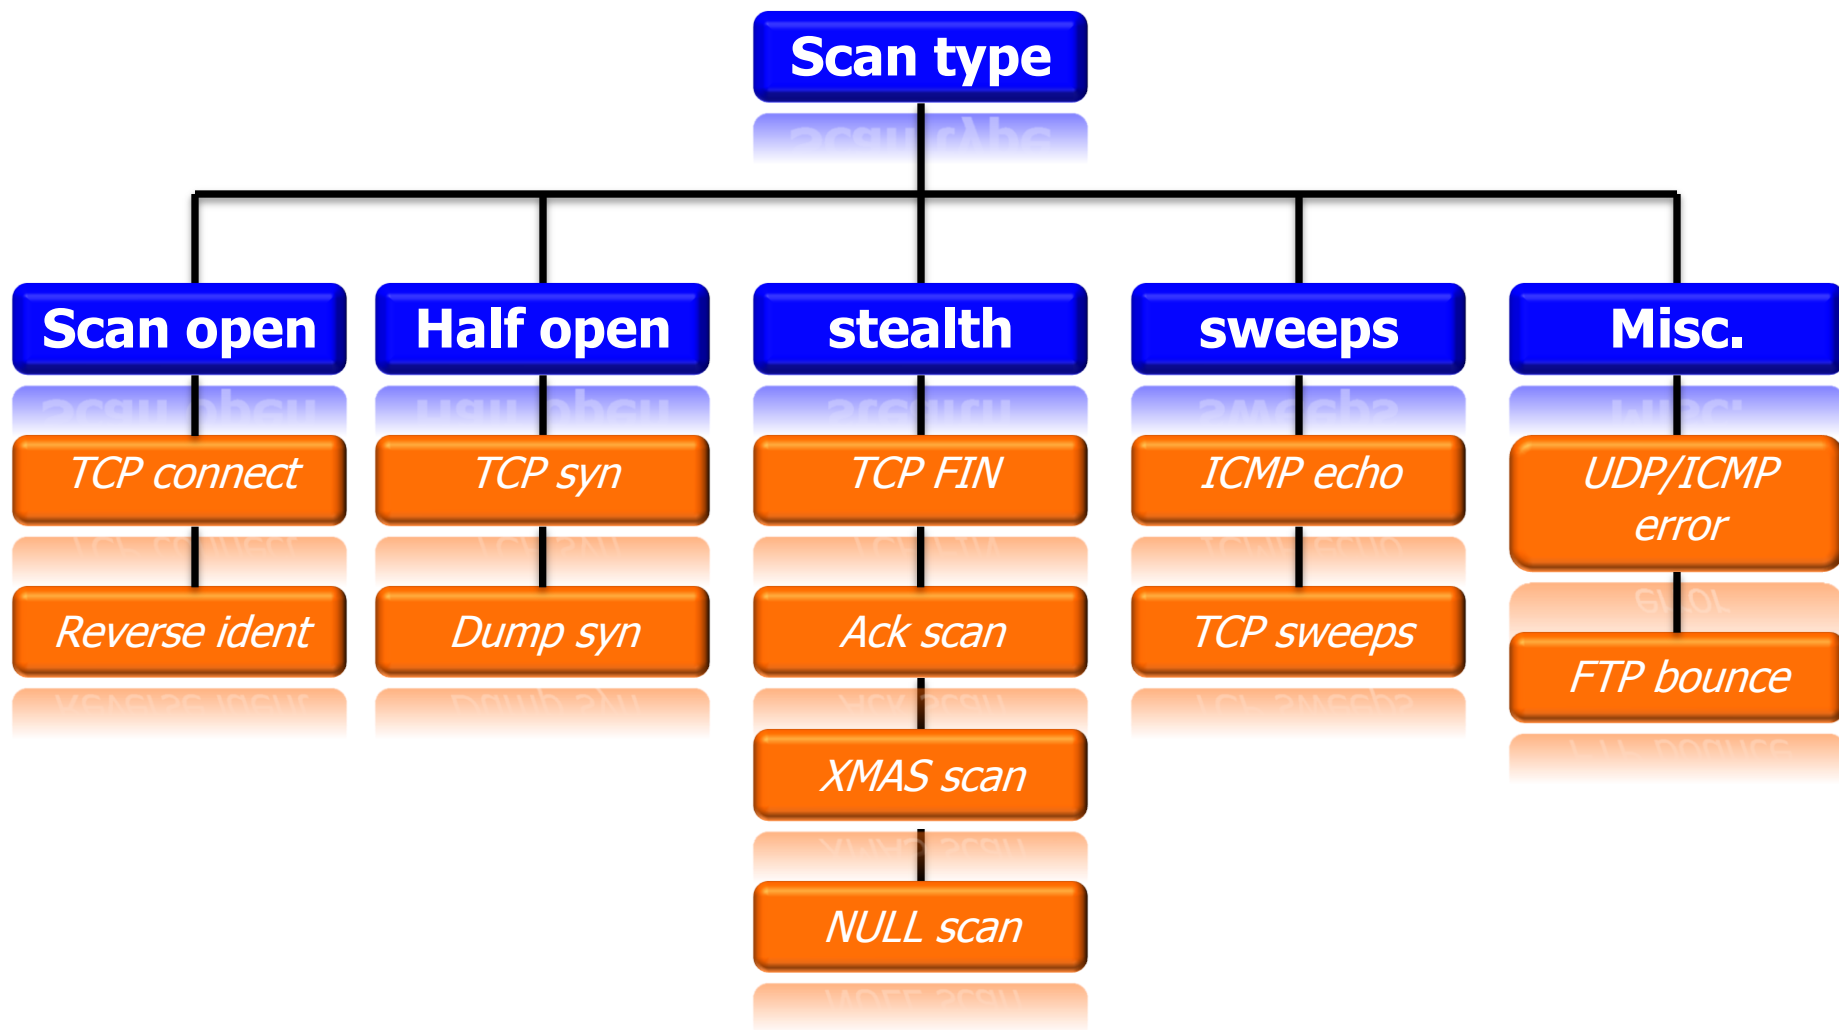 Scan type
Scan open
Half open
stealth
sweeps
Misc.
TCP connect
TCP syn
TCP FIN
ICMP echo
UDP/ICMP
error
Reverse ident
Dump syn
Ack scan
TCP sweeps
FTP bounce
XMAS scan
NULL scan